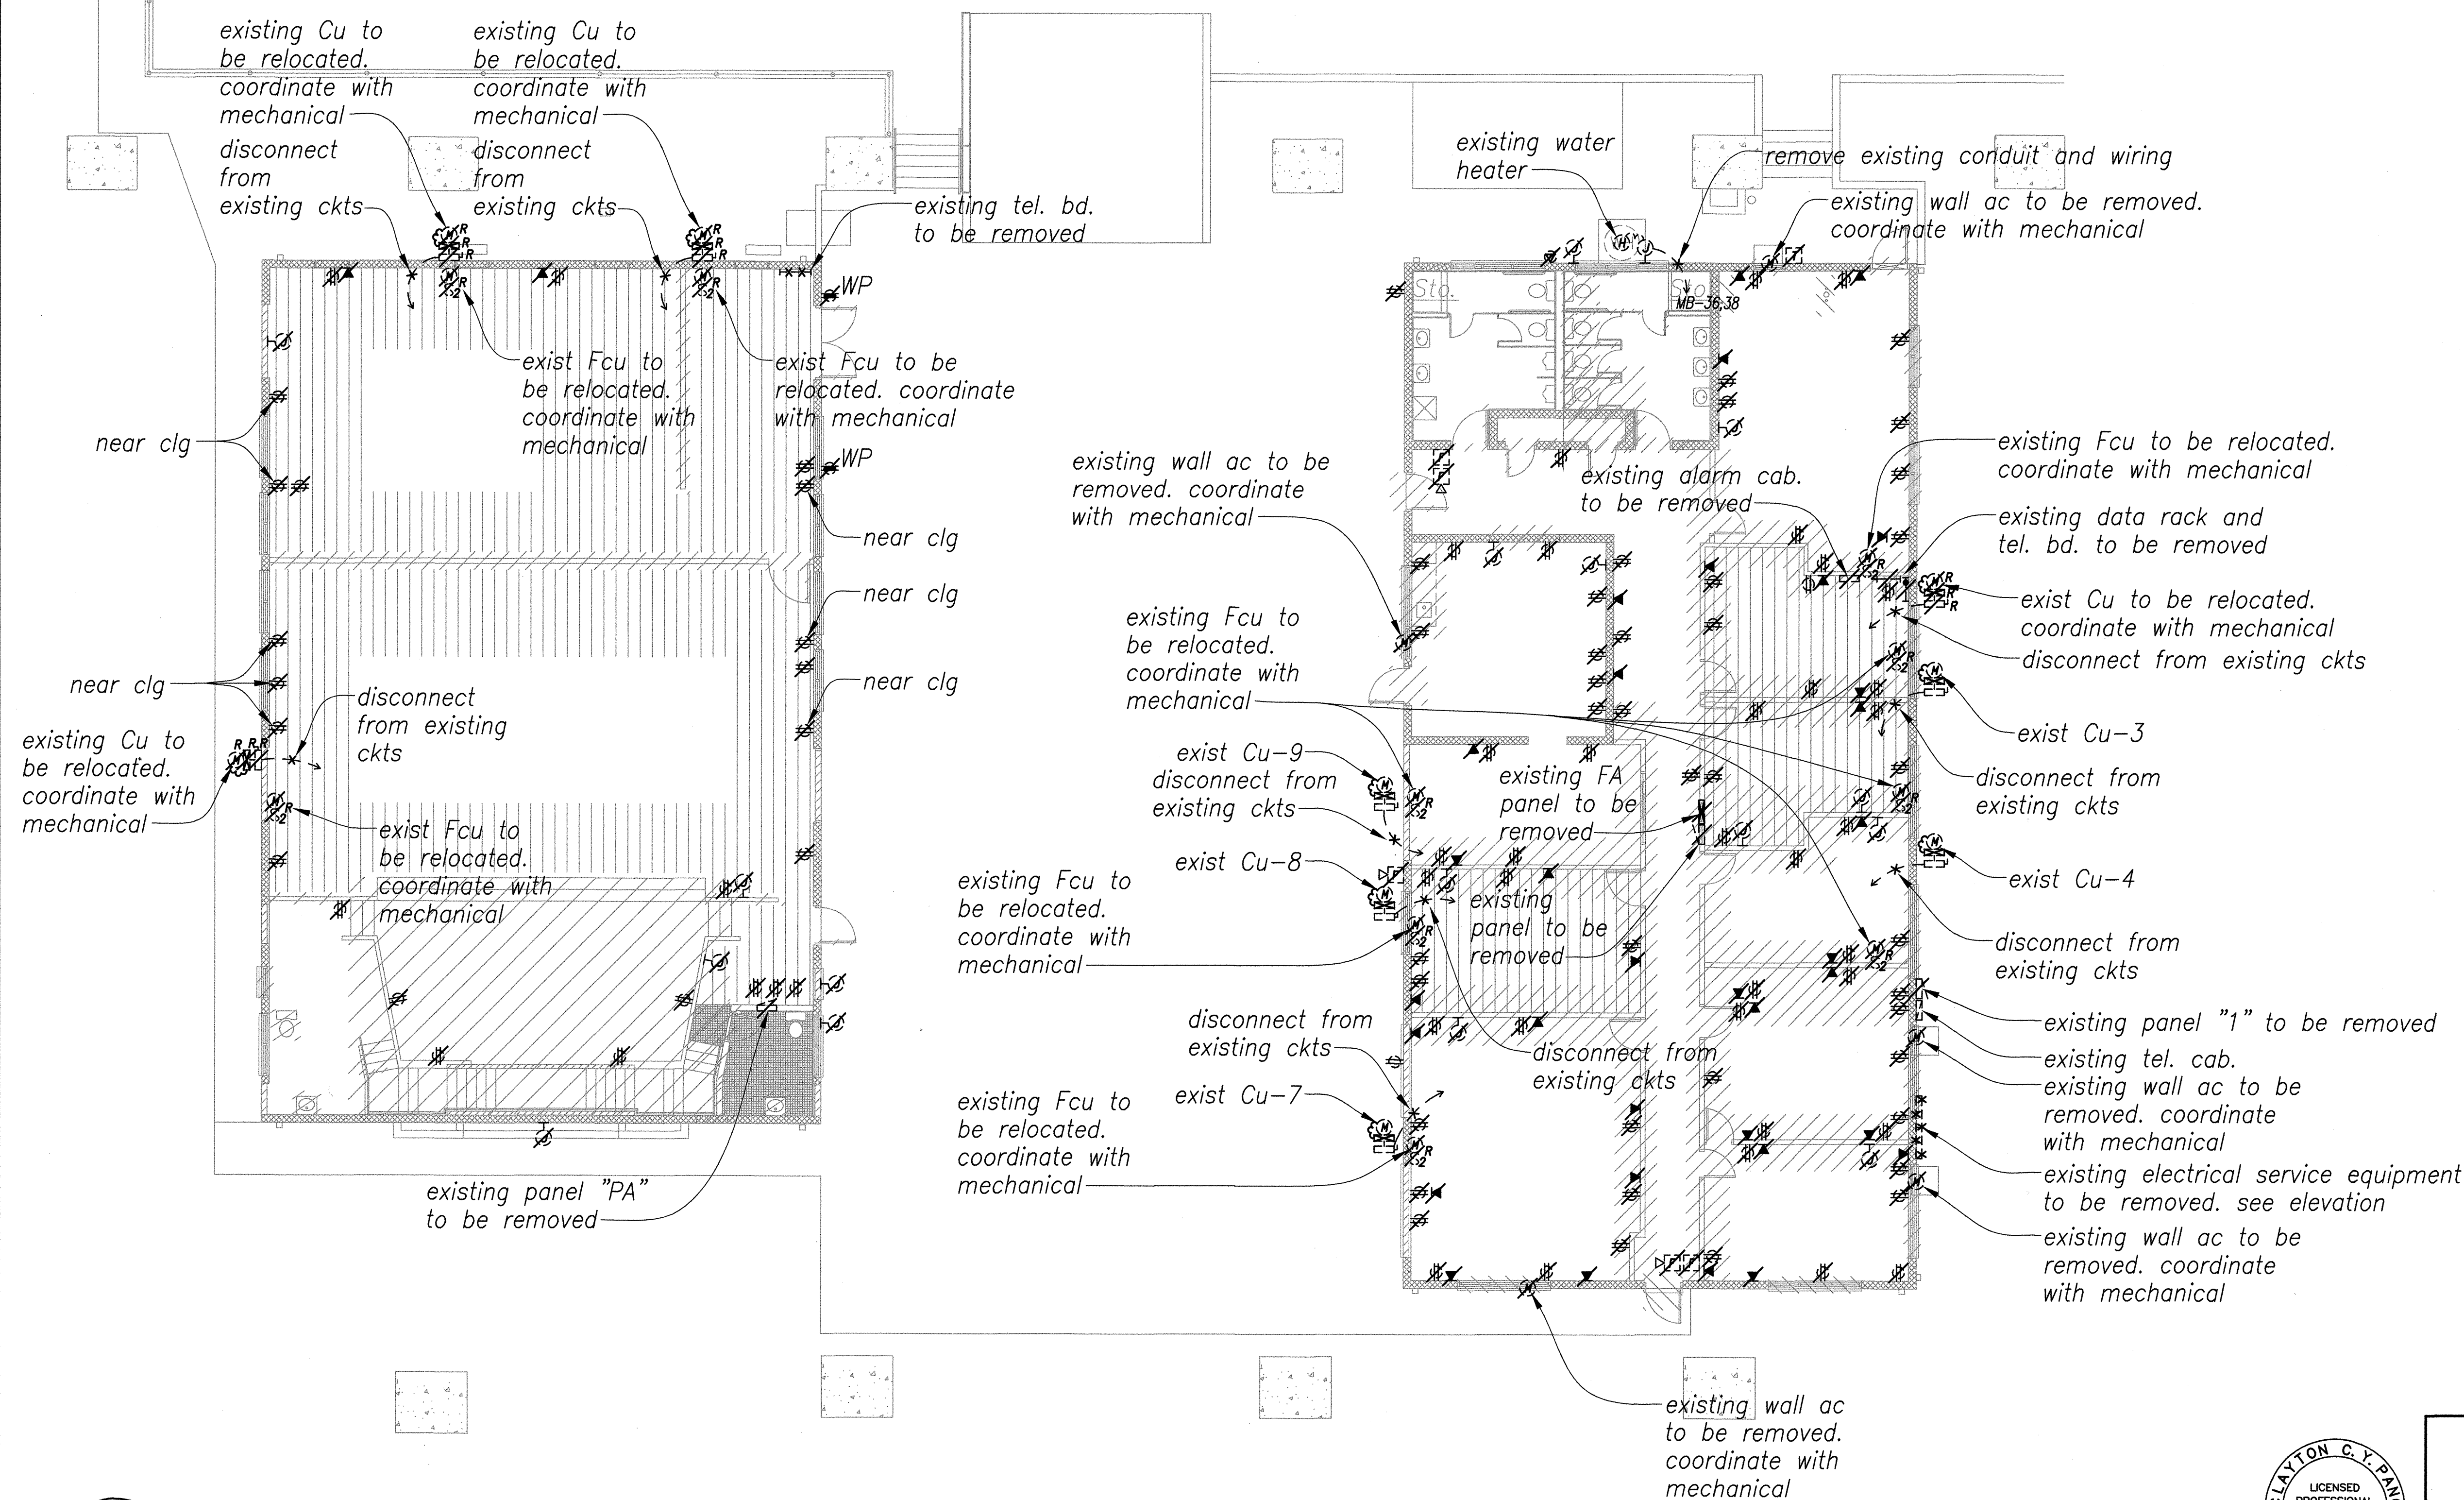 existing Cu to
be relocated.
coordinate with
mechanical
disconnect
from
existing ckts
existing Cu to
be relocated.
coordinate with
mechanical
disconnect
from
existing ckts
existing tel. bd.
to be removed
WP
exist Fcu to
be relocated.
coordinate with
mechanical
exist Fcu to be
relocated. coordinate
with mechanical
near clg
WP
near clg
near clg
near clg
near clg
disconnect
from existing
ckts
existing Cu to
be relocated.
coordinate with
mechanical
exist Fcu to
be relocated.
coordinate with
mechanical
existing panel "PA"
to be removed
existing water
heater
remove existing conduit and wiring
existing wall ac to be removed.
coordinate with mechanical
Sto.
Sto.
MB-36,38
existing wall ac to be
removed. coordinate
with mechanical
existing alarm cab.
to be removed
existing Fcu to be relocated.
coordinate with mechanical
existing data rack and
tel. bd. to be removed
exist Cu to be relocated.
coordinate with mechanical
disconnect from existing ckts
existing Fcu to
be relocated.
coordinate with
mechanical
exist Cu-3
exist Cu-9
disconnect from
existing ckts
existing FA
panel to be
removed
disconnect from
existing ckts
exist Cu-8
exist Cu-4
existing Fcu to
be relocated.
coordinate with
mechanical
existing
panel to be
removed
disconnect from
existing ckts
disconnect from
existing ckts
disconnect from
existing ckts
existing panel "1" to be removed
existing tel. cab.
existing wall ac to be
removed. coordinate
with mechanical
exist Cu-7
existing Fcu to
be relocated.
coordinate with
mechanical
existing electrical service equipment
to be removed. see elevation
existing wall ac to be
removed. coordinate
with mechanical
existing wall ac
to be removed.
coordinate with
mechanical
LICENSED